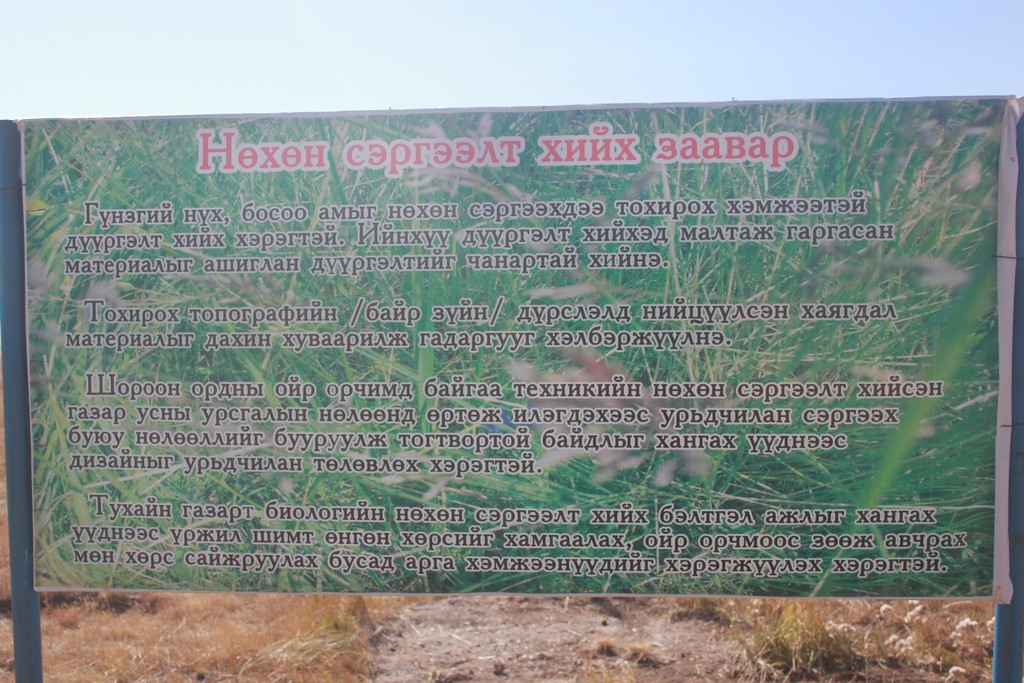 Нөхөн сэргээлт хийх заавар
Гүнзгий нүх, босоо амыг нөхөн сэргээхдээ тохирох хэмжээтэй
дүүргэлт хийх хэрэгтэй. Ийнхүү дүүргэлт хийхэд малтаж гаргасан
материалыг ашиглан дүүргэлтийг чанартай хийнэ.
Тохирох топографийн /байр зүйн/ дүрслэлд нийцүүлсэн хаягдал
материалыг дахин хуваарилж гадаргууг хэлбэржүүлнэ.
Шороон ордны ойр орчимд байгаа техникийн нөхөн сэргээлт хийсэн
газар усны урсгалын нөлөөнд өртөж илэгдэхээс урьдчилан сэргээх
буюу нөлөөллийг бууруулж тогтвортой байдлыг хангах үүднээс
дизайныг урьдчилан төлөвлөх хэрэгтэй.
Тухайн газарт биологийн нөхөн сэргээлт хийх бэлтгэл ажлыг хангах
үүднээс үржил шимт өнгөн хөрсийг хамгаалах, ойр орчмоос зөөж авчрах
мөн хөрс сайжруулах бусад арга хэмжээнүүдийг хэрэгжүүлэх хэрэгтэй.